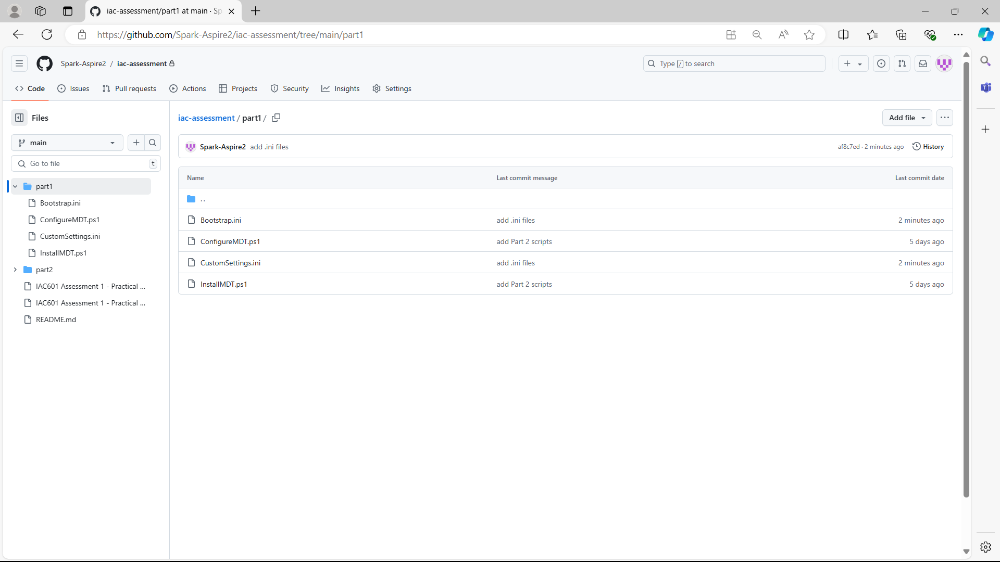 iac-assessment/part1 at main · Sp
https://github.com/Spark-Aspire2/iac-assessment/tree/main/part1
Spark-Aspire2 / iac-assessment
Type / to search
Code Issues Pull requests Actions Projects Security Insights Settings
Files
main
Go to file t
part1
Bootstrap.ini
ConfigureMDT.ps1
CustomSettings.ini
InstallMDT.ps1
part2
IAC601 Assessment 1 - Practical ...
IAC601 Assessment 1 - Practical ...
README.md
iac-assessment / part1 /
Add file
Spark-Aspire2 add .ini files af8c7ed · 2 minutes ago History
Name Last commit message Last commit date
..
Bootstrap.ini add .ini files 2 minutes ago
ConfigureMDT.ps1 add Part 2 scripts 5 days ago
CustomSettings.ini add .ini files 2 minutes ago
InstallMDT.ps1 add Part 2 scripts 5 days ago